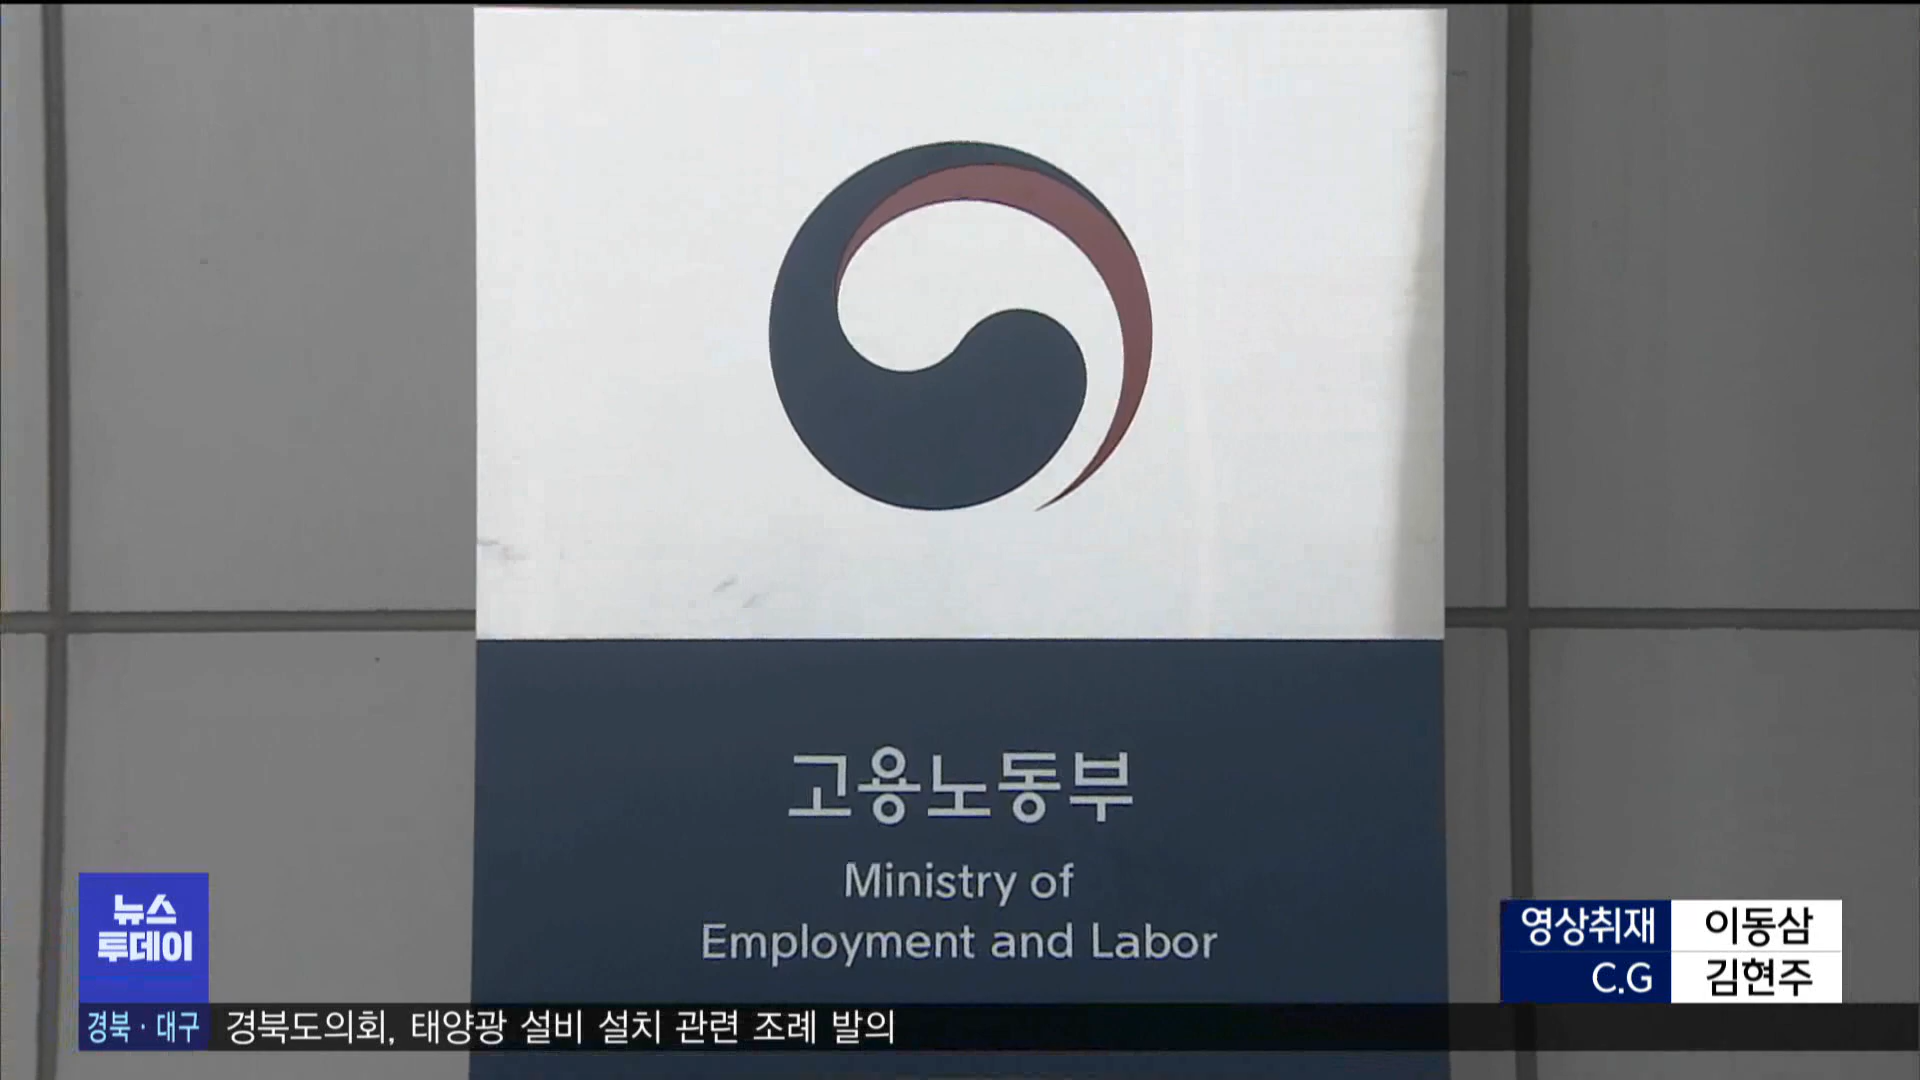 고용노동부
Ministry of
Employment and Labor
뉴스
투데이
영상취재 이동삼
C.G 김현주
경북·대구 경북도의회, 태양광 설비 설치 관련 조례 발의